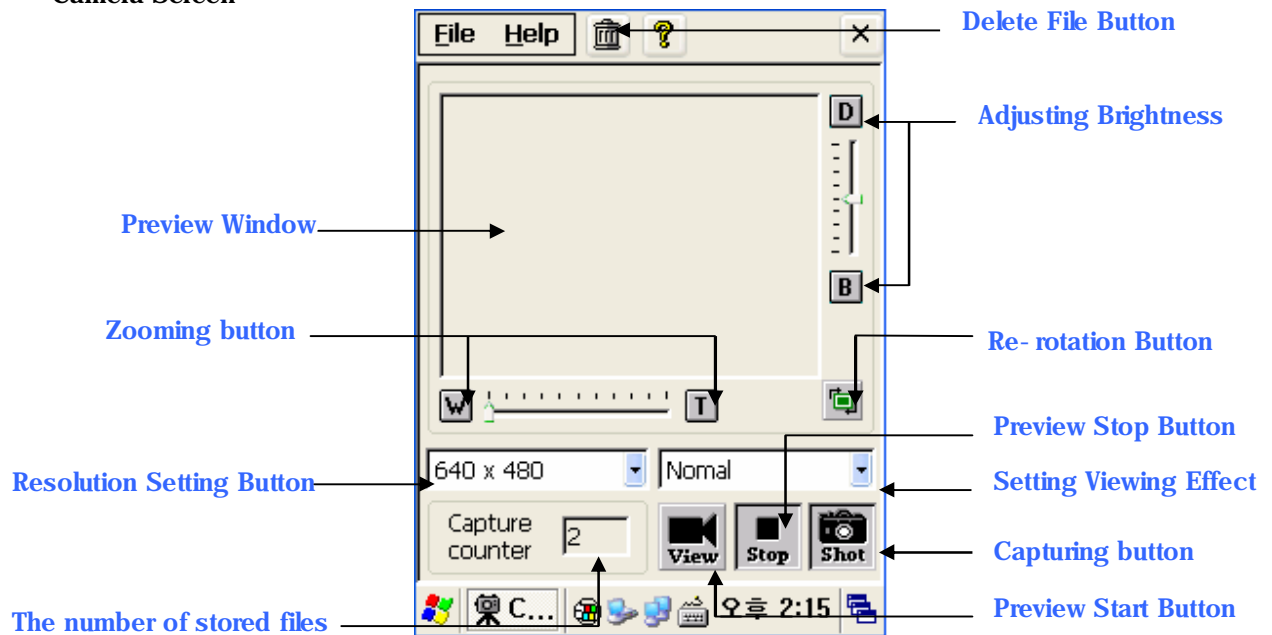 Camera Screen
File Help ? ×
Delete File Button
D
Adjusting Brightness
Preview Window
B
Zooming button
Re- rotation Button
W T
Preview Stop Button
640 x 480 Nomal
Resolution Setting Button
Setting Viewing Effect
Capture
counter
2
View Stop Shot
Capturing button
C... 오후 2:15
Preview Start Button
The number of stored files